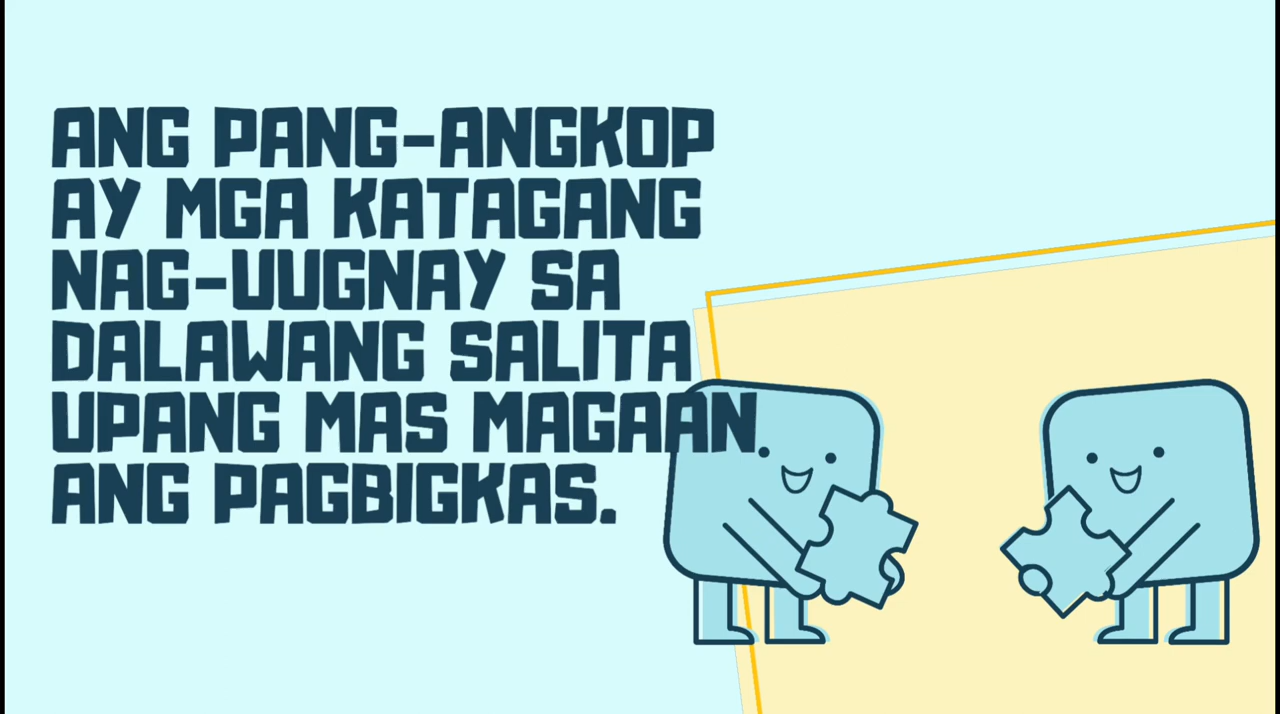 ANG PANG-ANGKOP
AY MGA KATAGANG
NAG-UUGNAY SA
DALAWANG SALITA
UPANG MAS MAGAAN
ANG PAGBIGKAS.